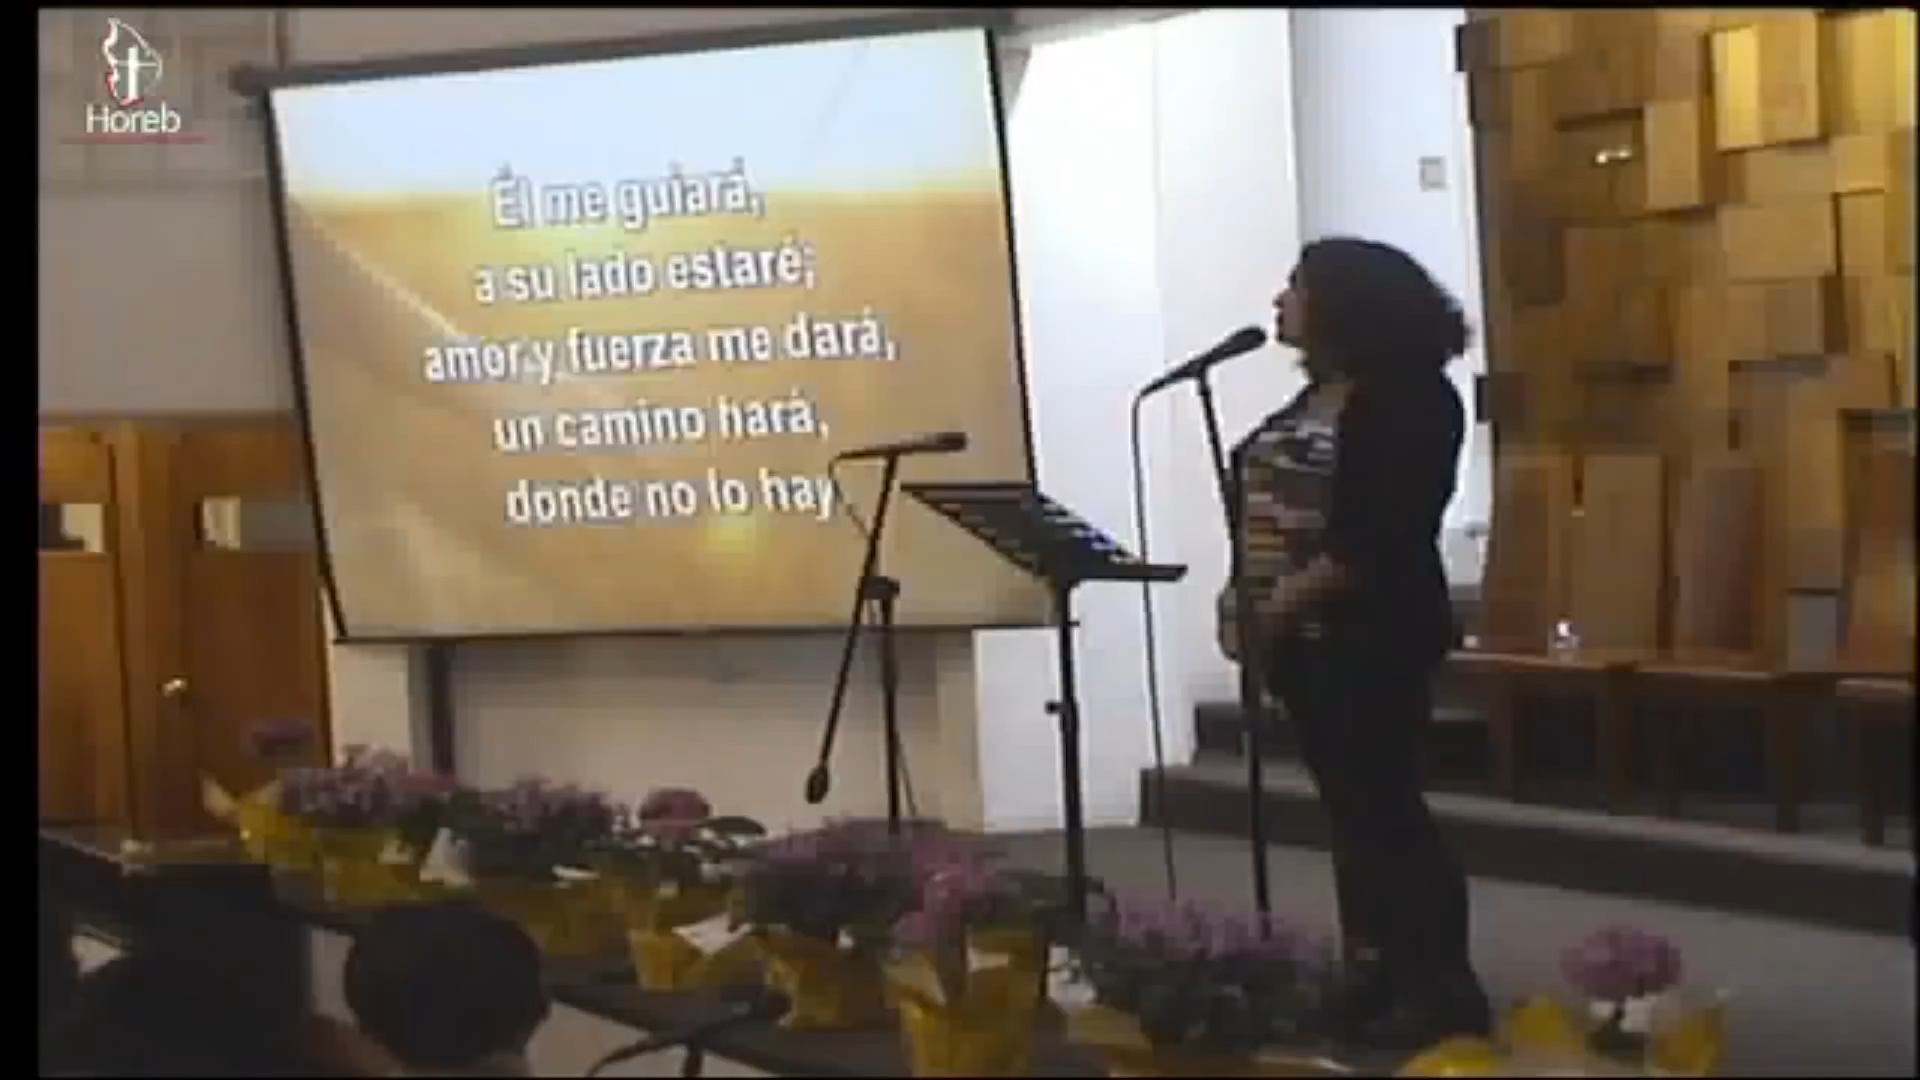 Horeb
Él me guiará,
a su lado estaré;
amor y fuerza me dará,
un camino hará,
donde no lo hay